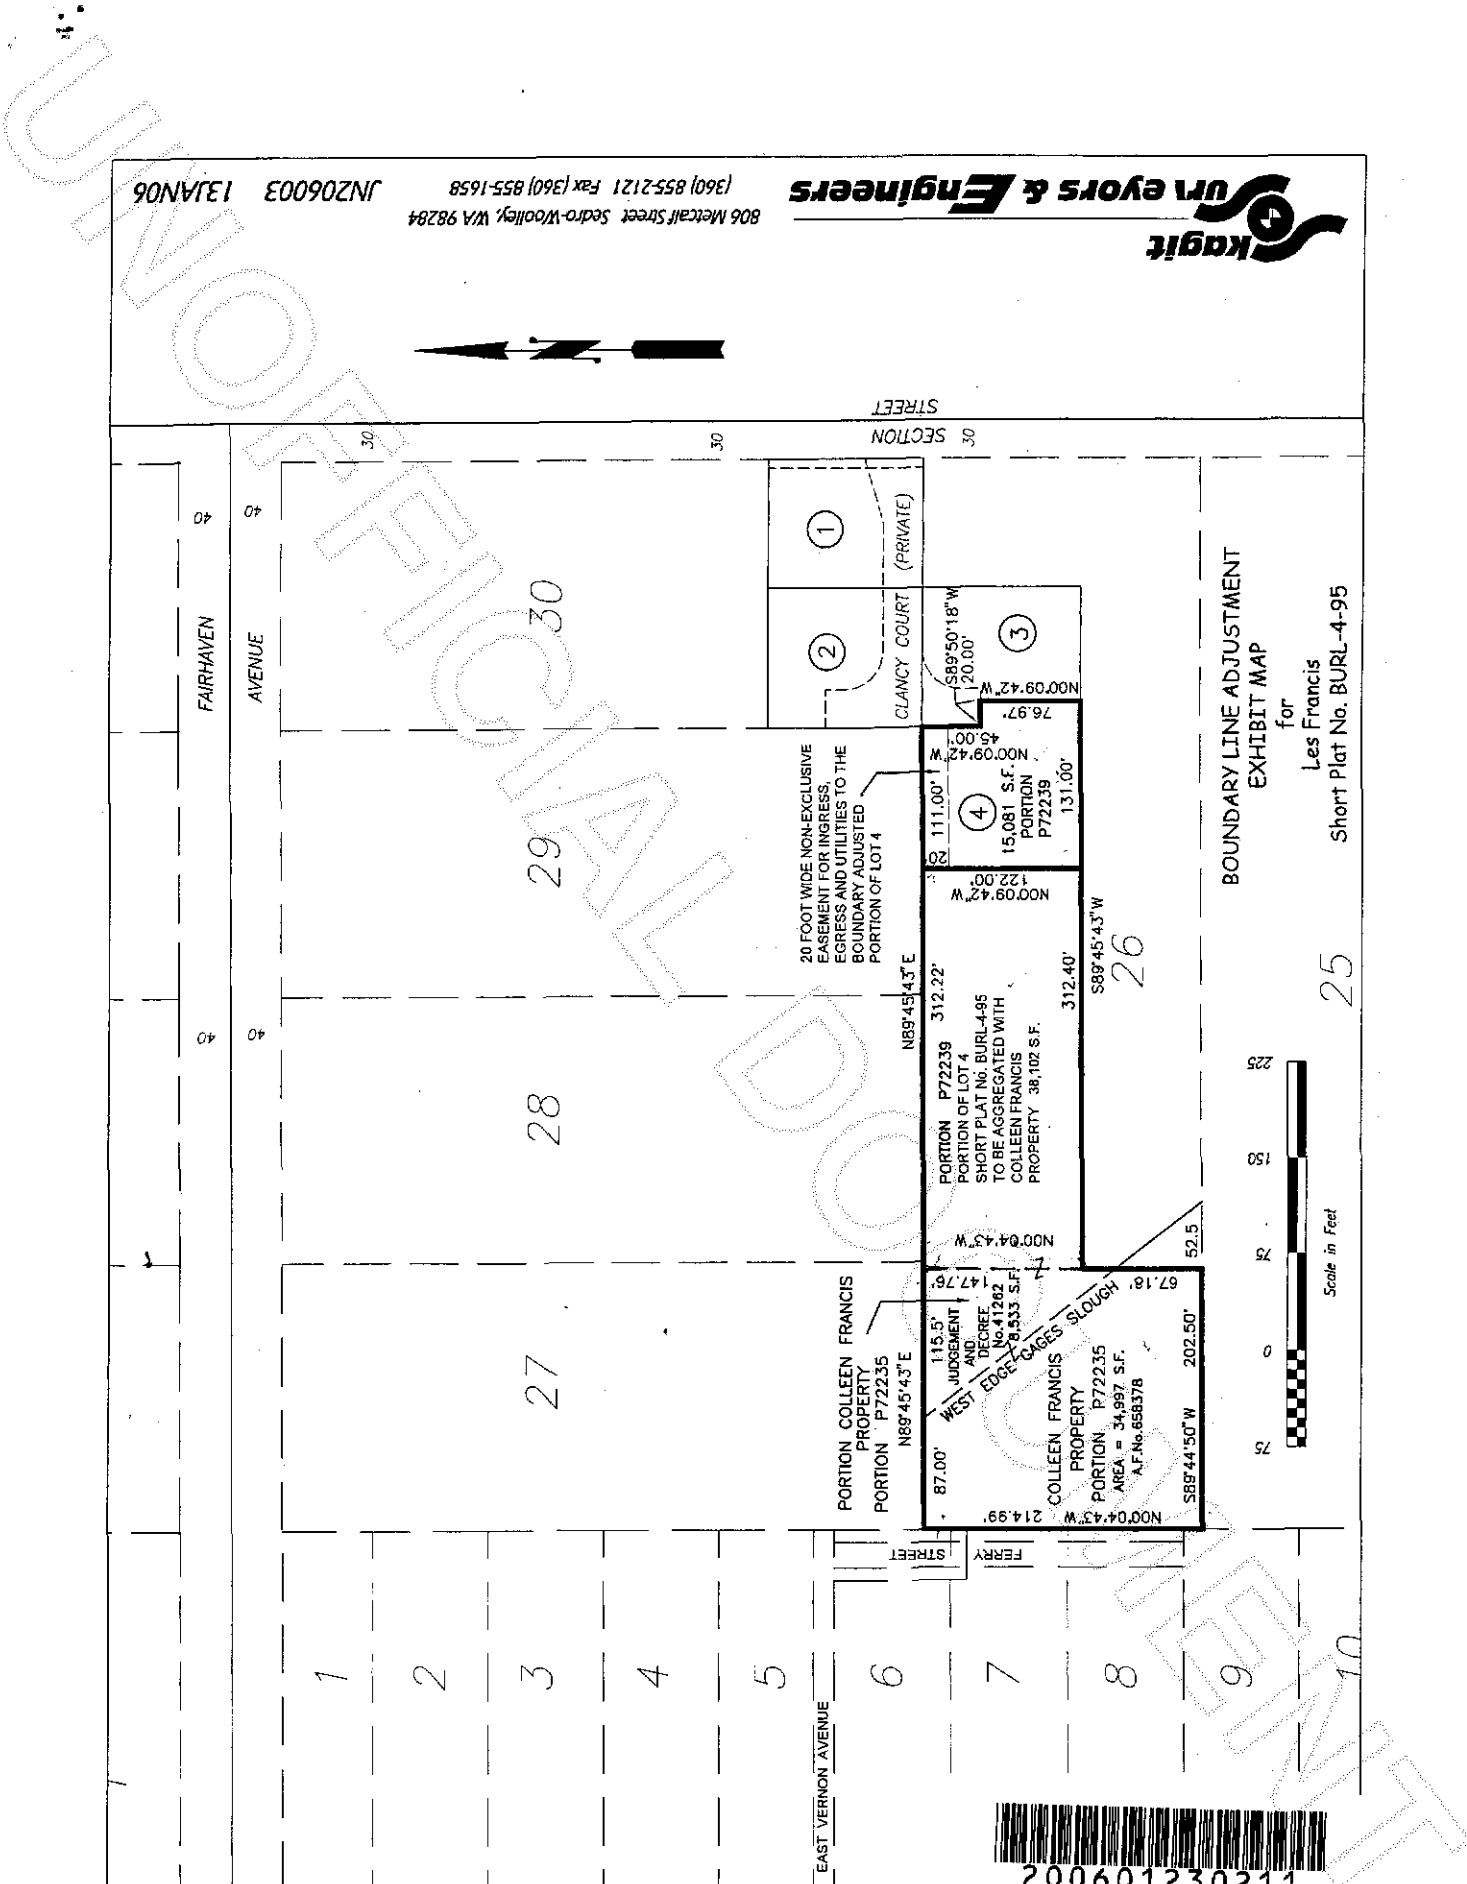 Skagit
Surveyors & Engineers
806 Metcalf Street Sedro-Woolley, WA 98284
(360) 855-2121 Fax (360) 855-1658
JN206003 13JAN06
SECTION
STREET
30
30
30
FAIRHAVEN
AVENUE
40
40
40
40
30
29
28
27
26
25
1
2
CLANCY COURT (PRIVATE)
3
S89°50'18"W
20.00'
N00°09'42"W
76.97'
45.00'
N00°09'42"W
20 FOOT WIDE NON-EXCLUSIVE
EASEMENT FOR INGRESS,
EGRESS AND UTILITIES TO THE
BOUNDARY ADJUSTED
PORTION OF LOT 4
20'
111.00'
4
15,081 S.F.
PORTION
P72239
131.00'
122.00'
N00°09'42"W
N89°45'43"E
312.22'
PORTION P72239
PORTION OF LOT 4
SHORT PLAT No. BURL-4-95
TO BE AGGREGATED WITH
COLLEEN FRANCIS
PROPERTY 38,102 S.F.
312.40'
S89°45'43"W
N00°04'43"W
147.76'
PORTION COLLEEN FRANCIS
PROPERTY
PORTION P72235
N89°45'43"E
87.00'
115.5'
JUDGEMENT
AND
DECREE
No.41262
8,533 S.F.
WEST EDGE GAGES SLOUGH
67.18'
52.5
COLLEEN FRANCIS
PROPERTY
PORTION P72235
AREA = 34,997 S.F.
A.F.No.658378
S89°44'50"W 202.50'
214.99'
N00°04'43"W
FERRY
STREET
EAST VERNON AVENUE
1
2
3
4
5
6
7
8
9
10
BOUNDARY LINE ADJUSTMENT
EXHIBIT MAP
for
Les Francis
Short Plat No. BURL-4-95
75
0
75
150
225
Scale in Feet
200601230211
UNOFFICIAL DOCUMENT